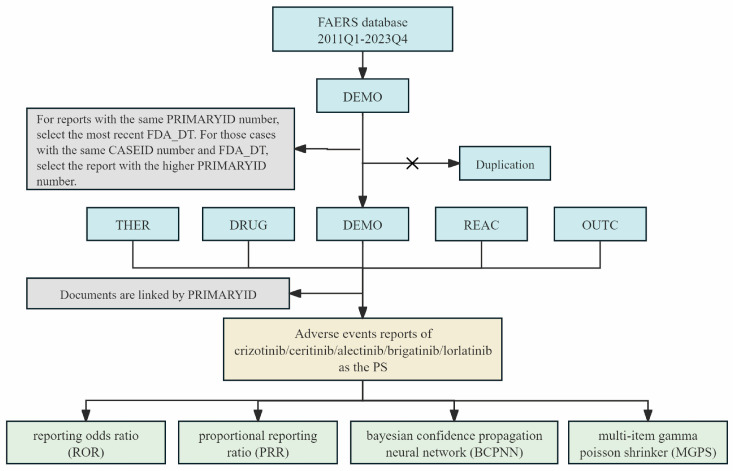 FAERS database
2011Q1-2023Q4
DEMO
For reports with the same PRIMARYID number,
select the most recent FDA_DT. For those cases
with the same CASEID number and FDA_DT,
select the report with the higher PRIMARYID
number.
Duplication
THER
DRUG
DEMO
REAC
OUTC
Documents are linked by PRIMARYID
Adverse events reports of
crizotinib/ceritinib/alectinib/brigatinib/lorlatinib
as the PS
reporting odds ratio
(ROR)
proportional reporting
ratio (PRR)
bayesian confidence propagation
neural network (BCPNN)
multi-item gamma
poisson shrinker (MGPS)